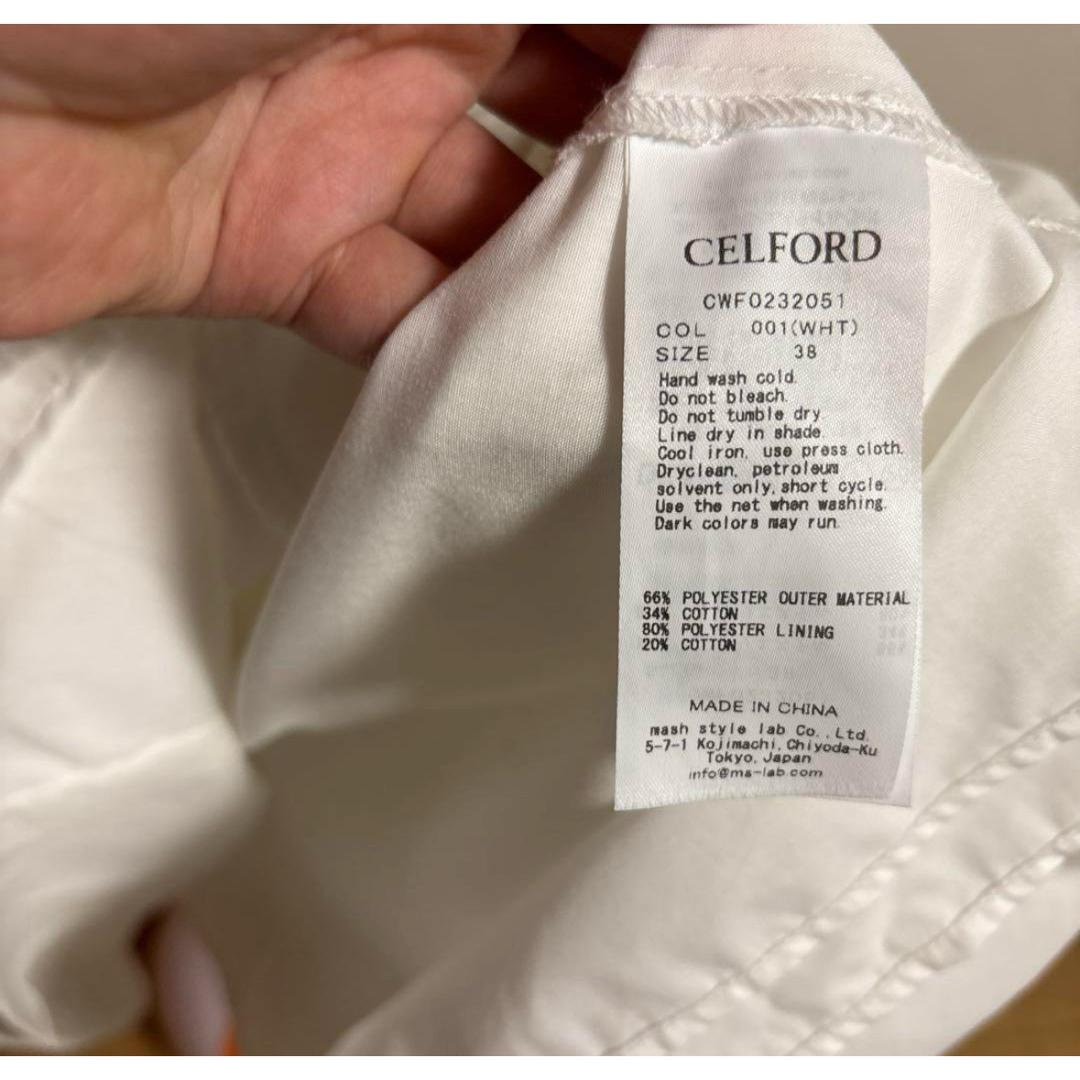 CELFORD
CWF0232051
COL 001(WHT)
SIZE 38
Hand wash cold.
Do not bleach.
Do not tumble dry.
Line dry in shade.
Cool iron, use press cloth.
Dryclean, petroleum
solvent only, short cycle.
Use the net when washing.
Dark colors may run.
66% POLYESTER OUTER MATERIAL
34% COTTON
80% POLYESTER LINING
20% COTTON
MADE IN CHINA
mash style lab Co.,Ltd.
5-7-1 Kojimachi, Chiyoda-Ku
Tokyo, Japan
info@ms-lab.com